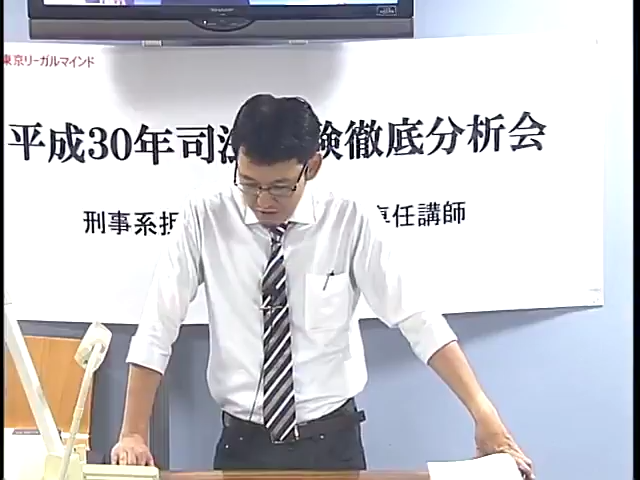 東京リーガルマインド
平成30年司法 験徹底分析会
刑事系担 専任講師